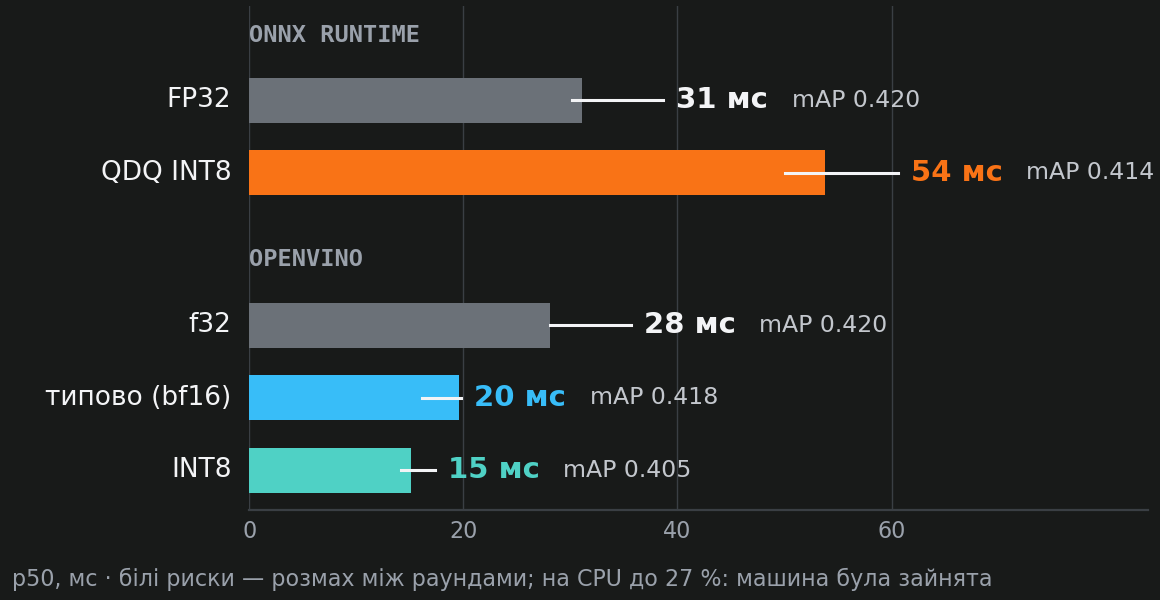 ONNX RUNTIME
FP32 31 мс mAP 0.420
QDQ INT8 54 мс mAP 0.414
OPENVINO
f32 28 мс mAP 0.420
типово (bf16) 20 мс mAP 0.418
INT8 15 мс mAP 0.405
0 20 40 60
p50, мс · білі риски — розмах між раундами; на CPU до 27 %: машина була зайнята